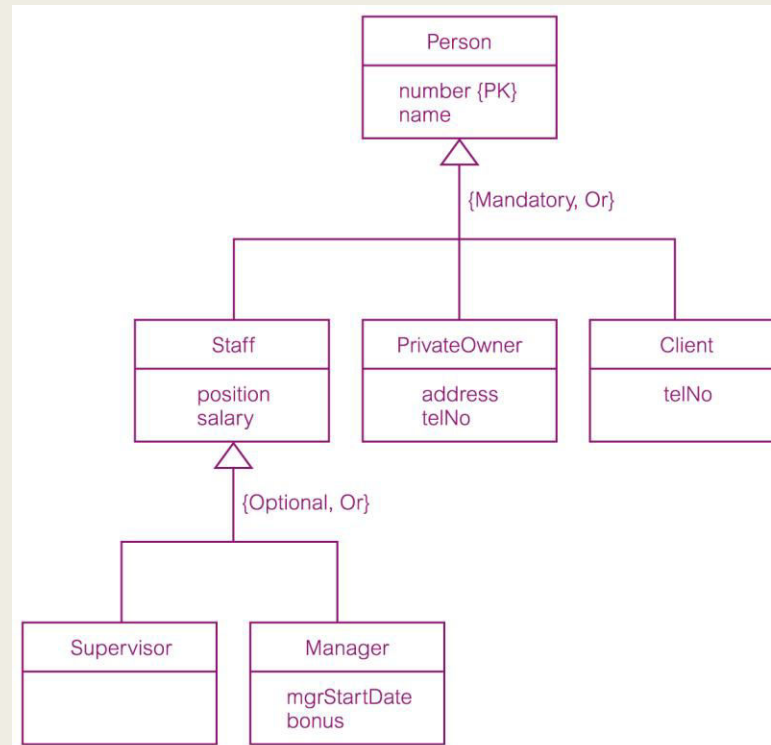 Person
number {PK}
name
{Mandatory, Or}
Staff
PrivateOwner
Client
position
salary
address
telNo
telNo
{Optional, Or}
Supervisor
Manager
mgrStartDate
bonus